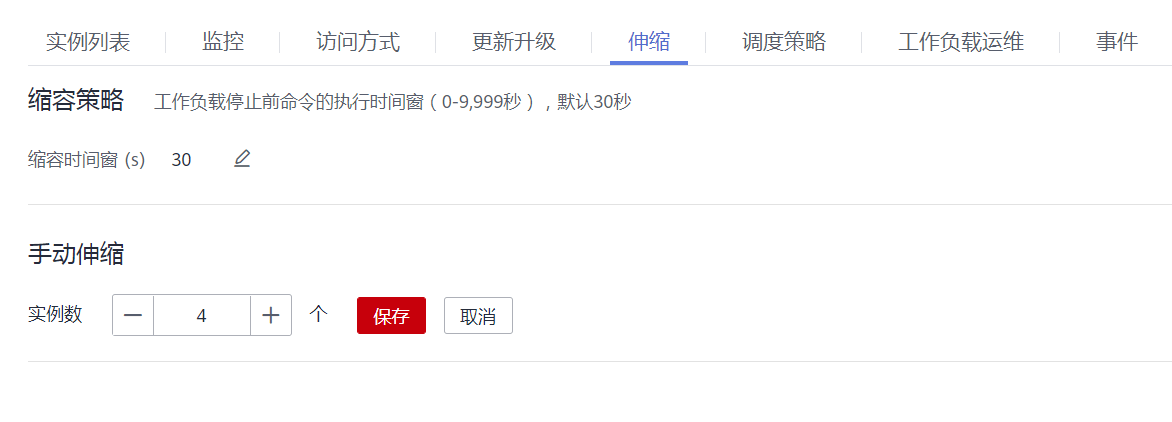 实例列表 监控 访问方式 更新升级 伸缩 调度策略 工作负载运维 事件
缩容策略 工作负载停止前命令的执行时间窗（0-9,999秒），默认30秒
缩容时间窗 (s) 30
手动伸缩
实例数 4 个 保存 取消